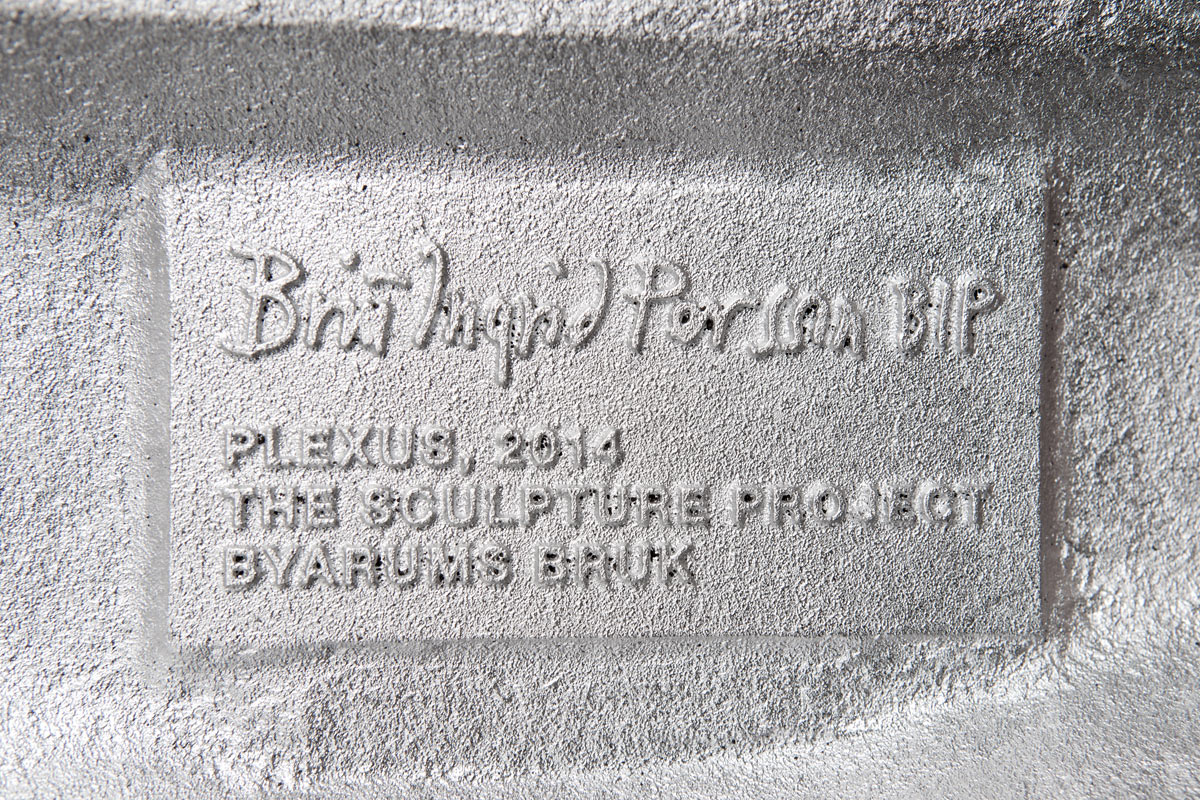 Brit Ingrid Persson BIP
PLEXUS, 2014
THE SCULPTURE PROJECT
BYARUMS BRUK